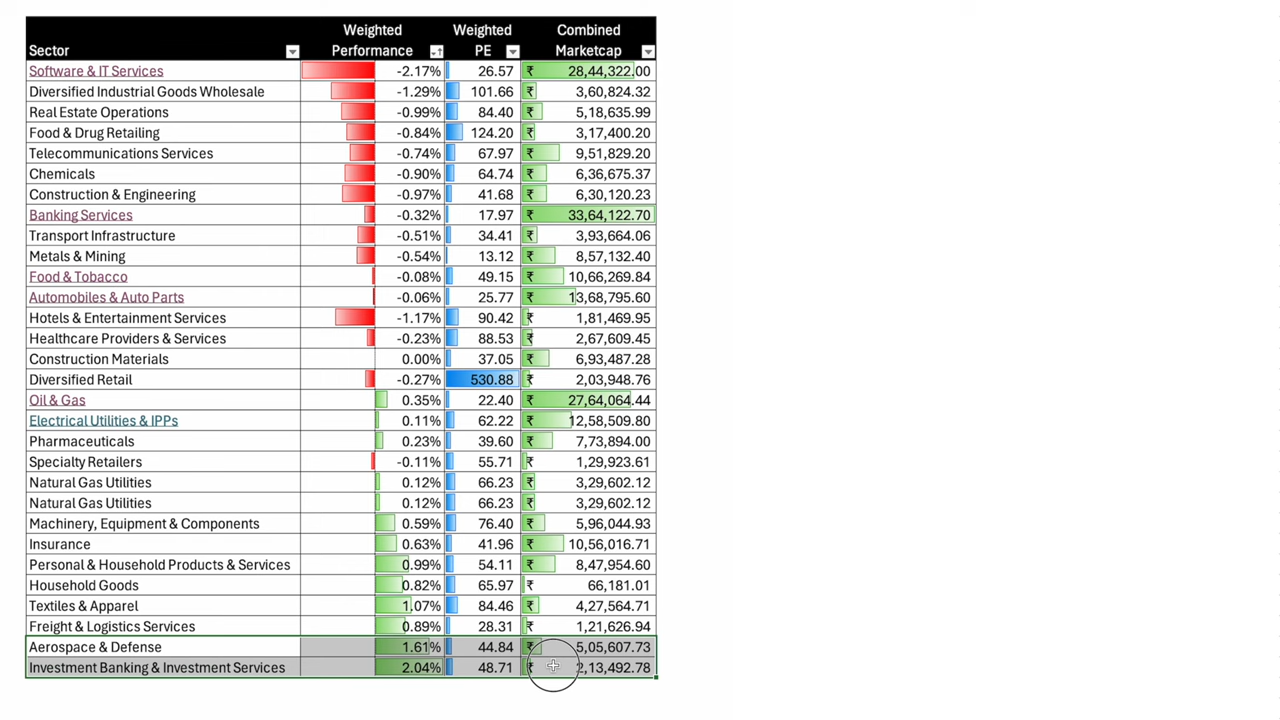 Sector Weighted Performance Weighted PE Combined Marketcap
Software & IT Services -2.17% 26.57 ₹ 28,44,322.00
Diversified Industrial Goods Wholesale -1.29% 101.66 ₹ 3,60,824.32
Real Estate Operations -0.99% 84.40 ₹ 5,18,635.99
Food & Drug Retailing -0.84% 124.20 ₹ 3,17,400.20
Telecommunications Services -0.74% 67.97 ₹ 9,51,829.20
Chemicals -0.90% 64.74 ₹ 6,36,675.37
Construction & Engineering -0.97% 41.68 ₹ 6,30,120.23
Banking Services -0.32% 17.97 ₹ 33,64,122.70
Transport Infrastructure -0.51% 34.41 ₹ 3,93,664.06
Metals & Mining -0.54% 13.12 ₹ 8,57,132.40
Food & Tobacco -0.08% 49.15 ₹ 10,66,269.84
Automobiles & Auto Parts -0.06% 25.77 ₹ 13,68,795.60
Hotels & Entertainment Services -1.17% 90.42 ₹ 1,81,469.95
Healthcare Providers & Services -0.23% 88.53 ₹ 2,67,609.45
Construction Materials 0.00% 37.05 ₹ 6,93,487.28
Diversified Retail -0.27% 530.88 ₹ 2,03,948.76
Oil & Gas 0.35% 22.40 ₹ 27,64,064.44
Electrical Utilities & IPPs 0.11% 62.22 ₹ 12,58,509.80
Pharmaceuticals 0.23% 39.60 ₹ 7,73,894.00
Specialty Retailers -0.11% 55.71 ₹ 1,29,923.61
Natural Gas Utilities 0.12% 66.23 ₹ 3,29,602.12
Natural Gas Utilities 0.12% 66.23 ₹ 3,29,602.12
Machinery, Equipment & Components 0.59% 76.40 ₹ 5,96,044.93
Insurance 0.63% 41.96 ₹ 10,56,016.71
Personal & Household Products & Services 0.99% 54.11 ₹ 8,47,954.60
Household Goods 0.82% 65.97 ₹ 66,181.01
Textiles & Apparel 1.07% 84.46 ₹ 4,27,564.71
Freight & Logistics Services 0.89% 28.31 ₹ 1,21,626.94
Aerospace & Defense 1.61% 44.84 ₹ 5,05,607.73
Investment Banking & Investment Services 2.04% 48.71 ₹ 2,13,492.78